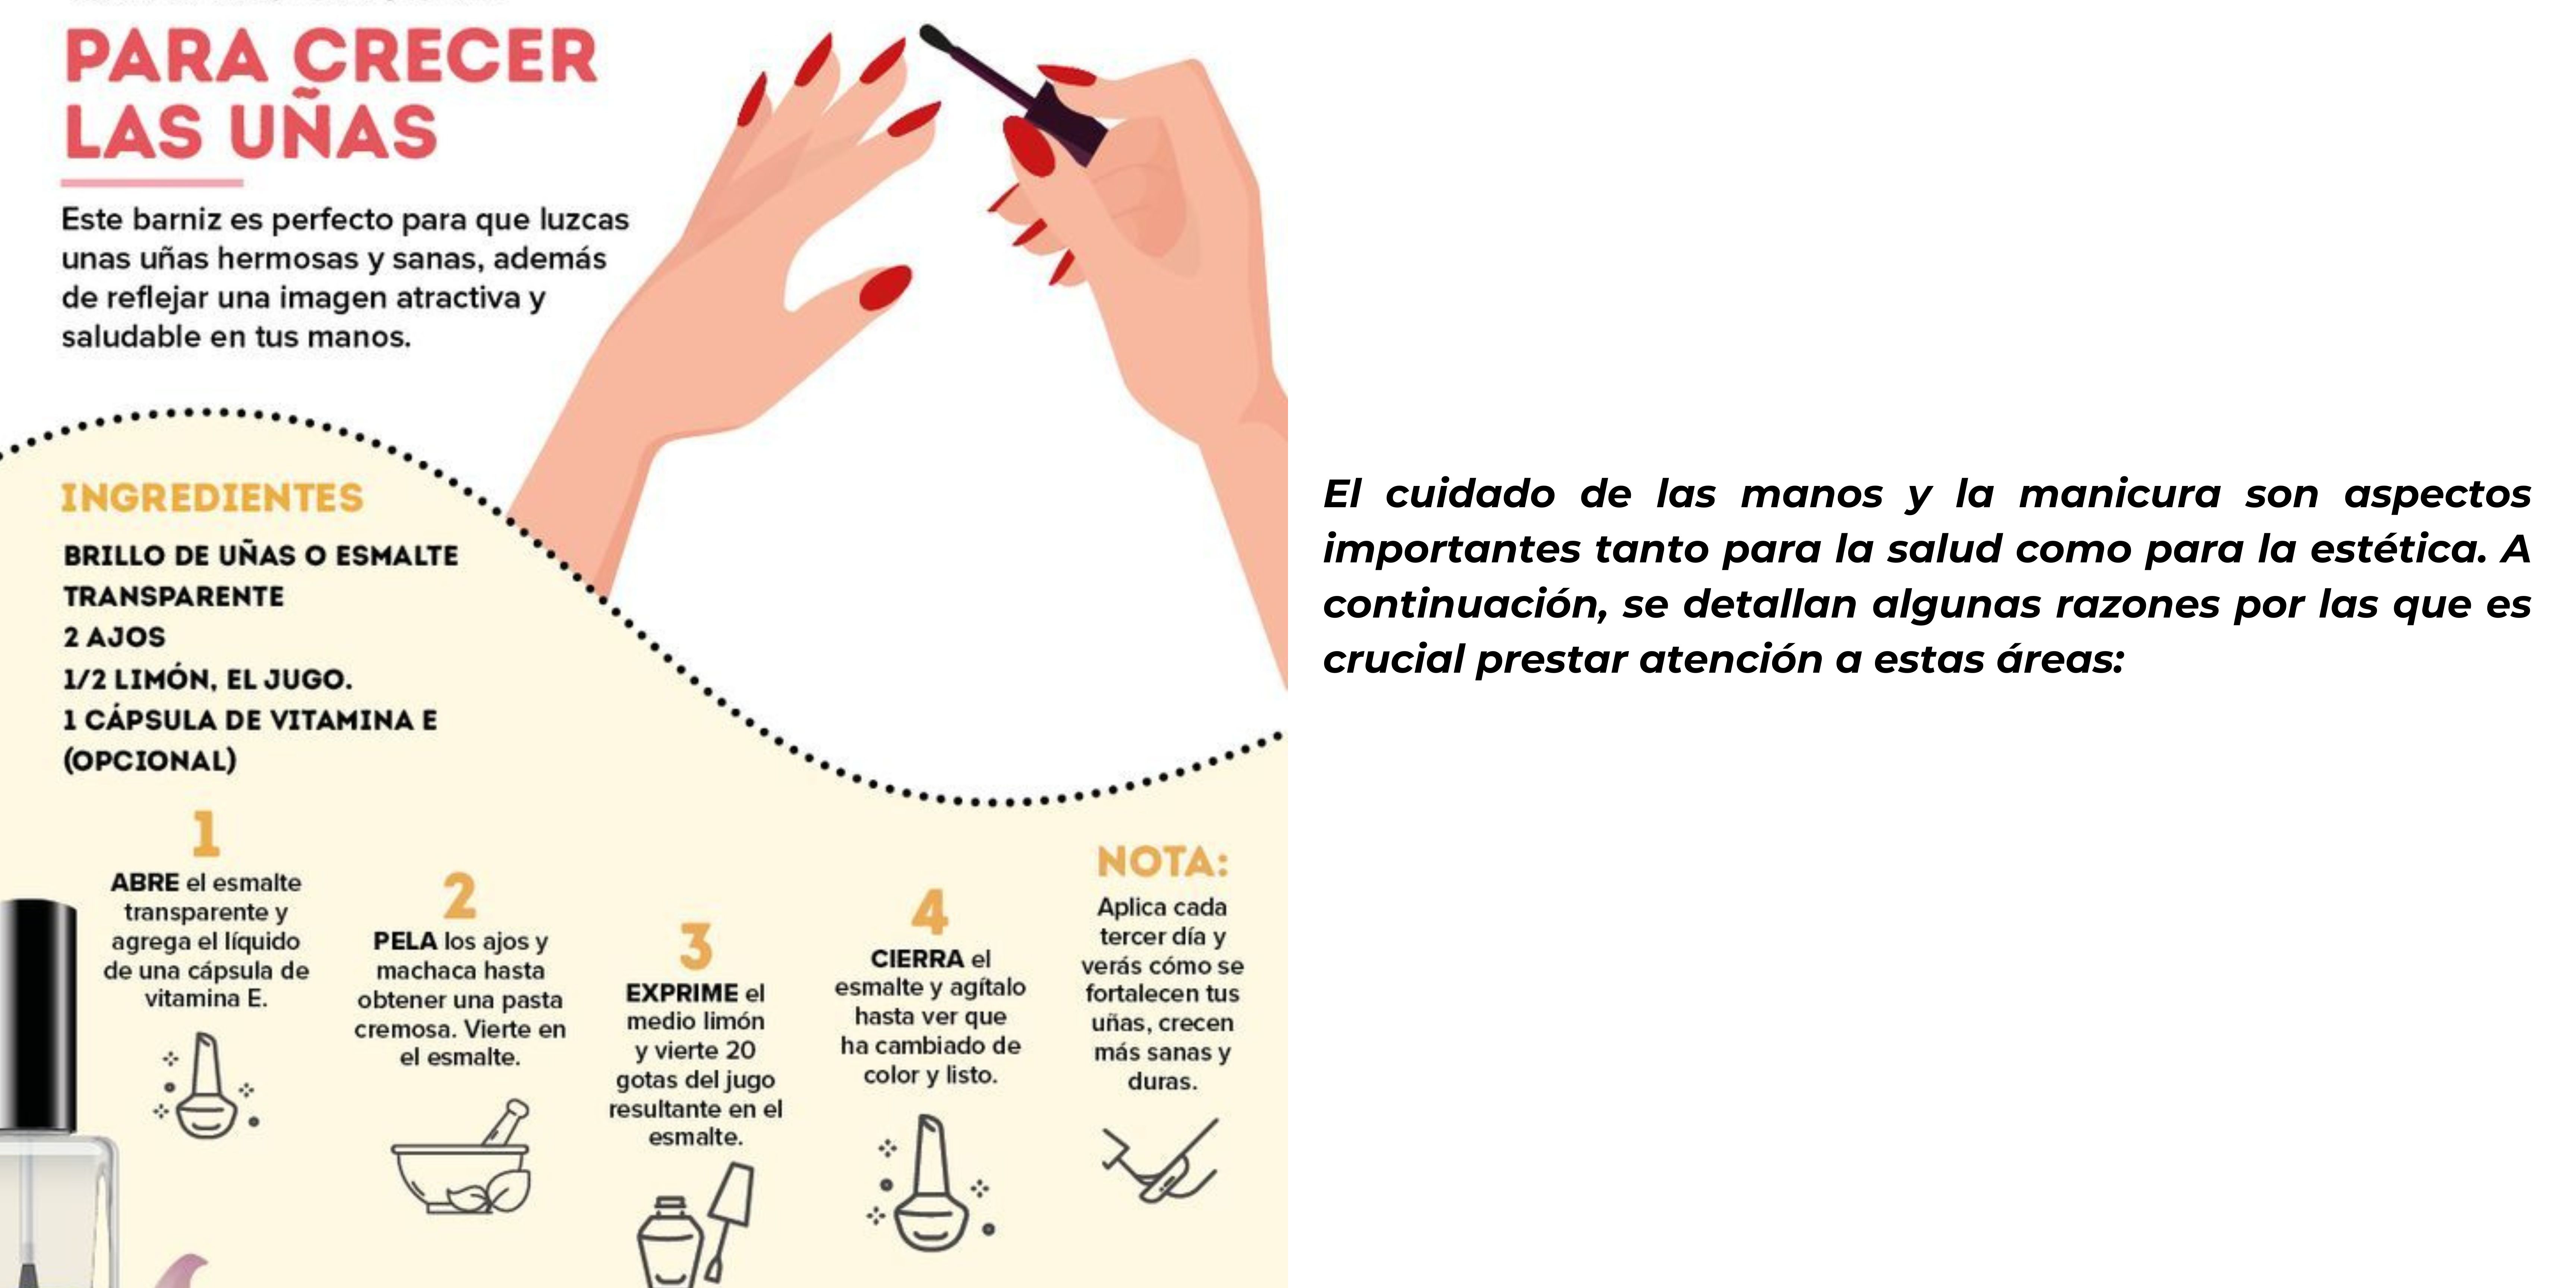 PARA CRECER
LAS UÑAS
Este barniz es perfecto para que luzcas
unas uñas hermosas y sanas, además
de reflejar una imagen atractiva y
saludable en tus manos.
INGREDIENTES
BRILLO DE UÑAS O ESMALTE
TRANSPARENTE
2 AJOS
1/2 LIMÓN, EL JUGO.
1 CÁPSULA DE VITAMINA E
(OPCIONAL)
1
ABRE el esmalte
transparente y
agrega el líquido
de una cápsula de
vitamina E.
2
PELA los ajos y
machaca hasta
obtener una pasta
cremosa. Vierte en
el esmalte.
3
EXPRIME el
medio limón
y vierte 20
gotas del jugo
resultante en el
esmalte.
4
CIERRA el
esmalte y agítalo
hasta ver que
ha cambiado de
color y listo.
NOTA:
Aplica cada
tercer día y
verás cómo se
fortalecen tus
uñas, crecen
más sanas y
duras.
El cuidado de las manos y la manicura son aspectos
importantes tanto para la salud como para la estética. A
continuación, se detallan algunas razones por las que es
crucial prestar atención a estas áreas: